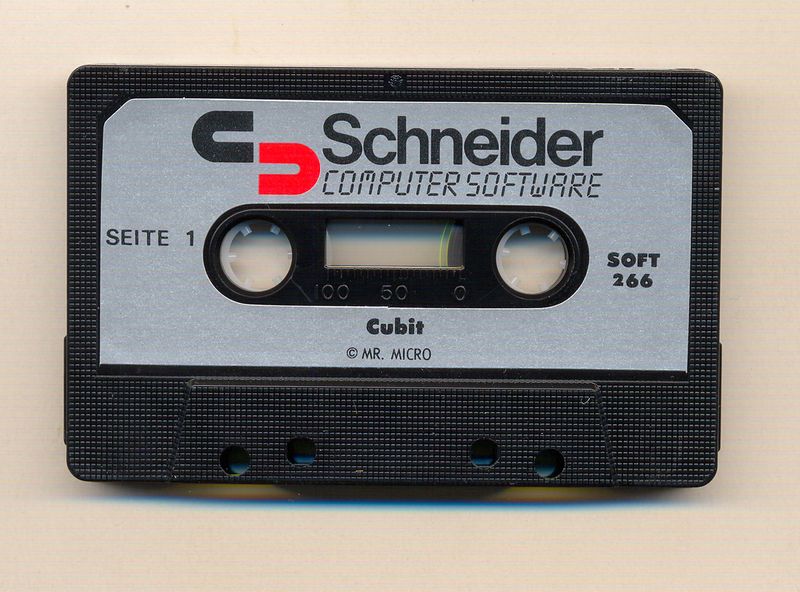 Schneider
COMPUTER SOFTWARE
SEITE 1
SOFT
266
100 50 0
Cubit
© MR. MICRO